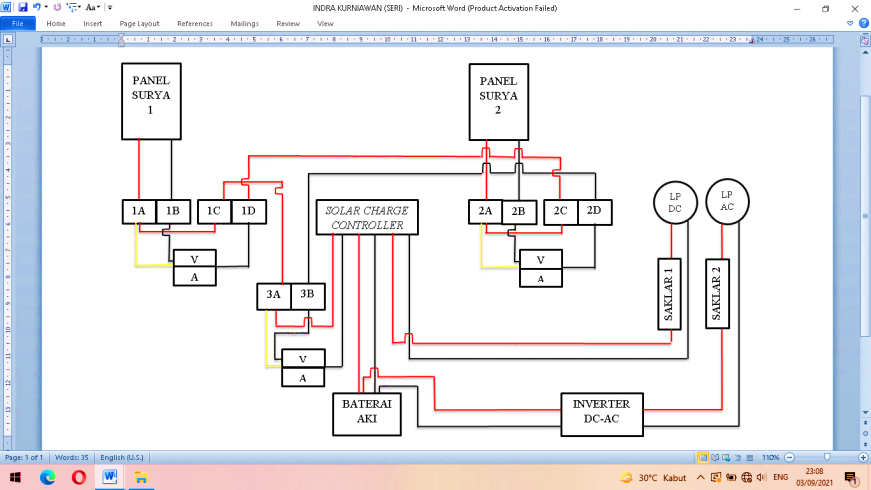 INDRA KURNIAWAN (SERI) - Microsoft Word (Product Activation Failed)
File Home Insert Page Layout References Mailings Review View
PANEL
SURYA
1
PANEL
SURYA
2
1A 1B 1C 1D
SOLAR CHARGE
CONTROLLER
2A 2B 2C 2D
LP
DC
LP
AC
V
A
V
A
3A 3B
SAKLAR 1
SAKLAR 2
V
A
BATERAI
AKI
INVERTER
DC-AC
Page: 1 of 1 Words: 35 English (U.S.) 110%
30°C Kabut ENG
23:08
03/09/2021